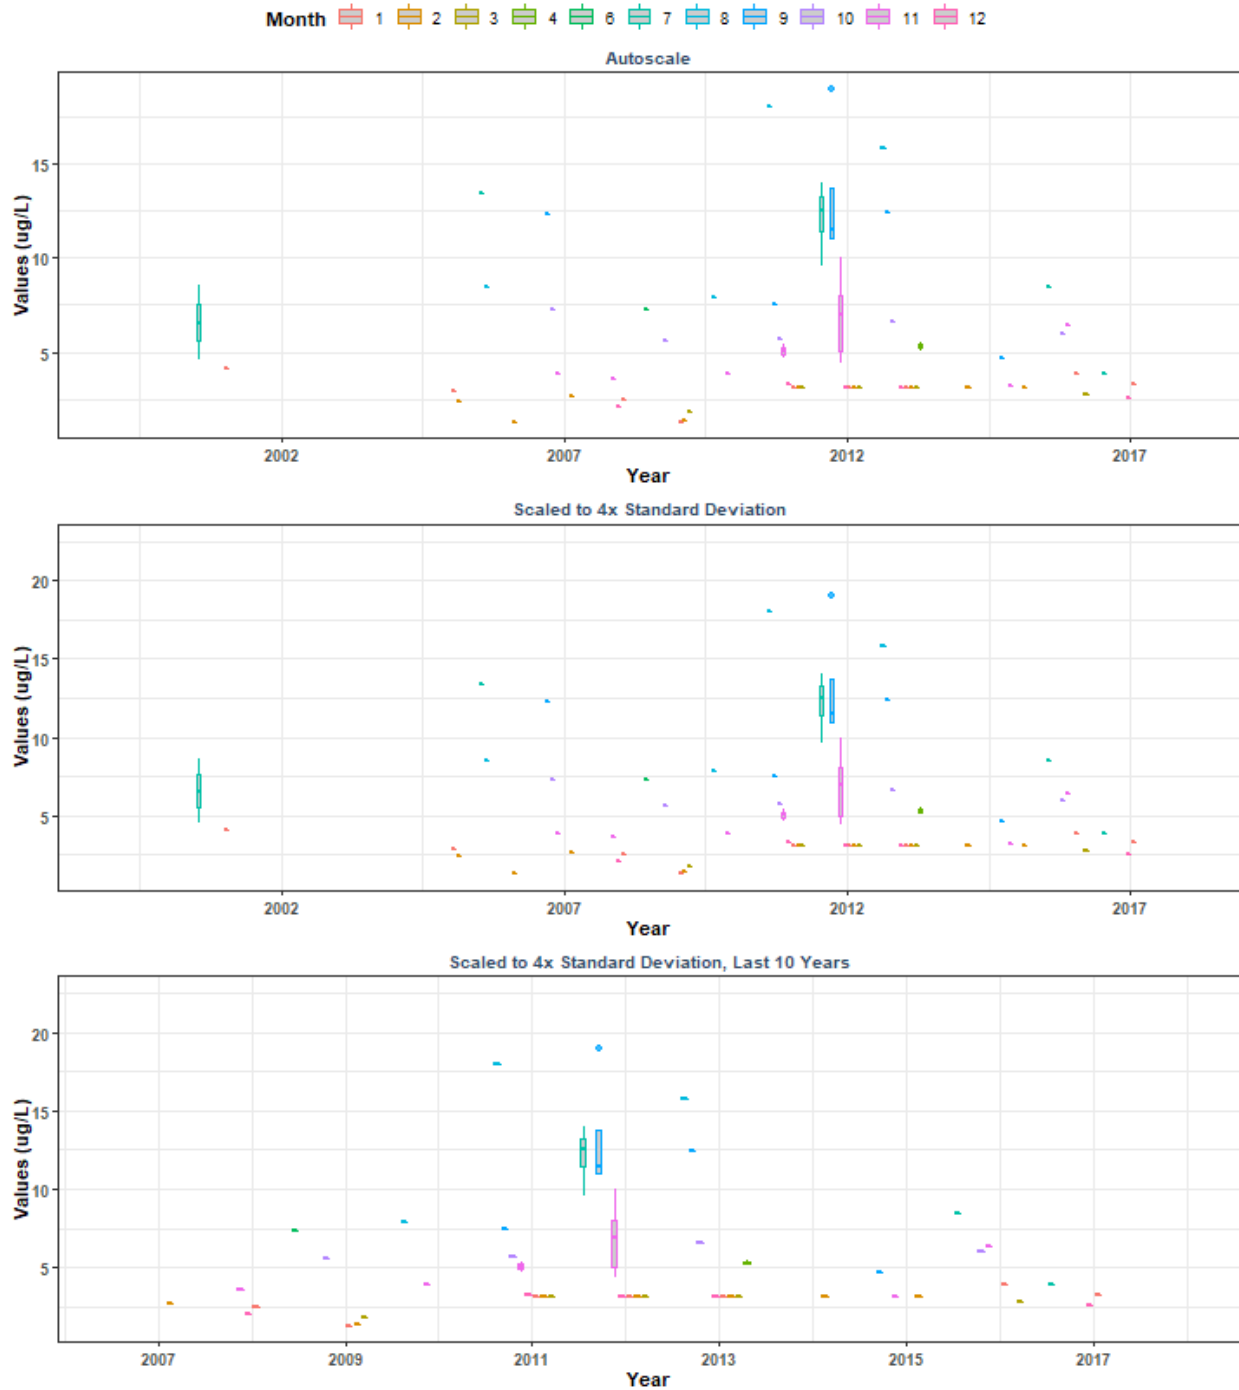 Month 1 2 3 4 6 7 8 9 10 11 12
Autoscale
Values (ug/L)
15
10
5
2002 2007 2012 2017
Year
Scaled to 4x Standard Deviation
Values (ug/L)
20
15
10
5
2002 2007 2012 2017
Year
Scaled to 4x Standard Deviation, Last 10 Years
Values (ug/L)
20
15
10
5
2007 2009 2011 2013 2015 2017
Year